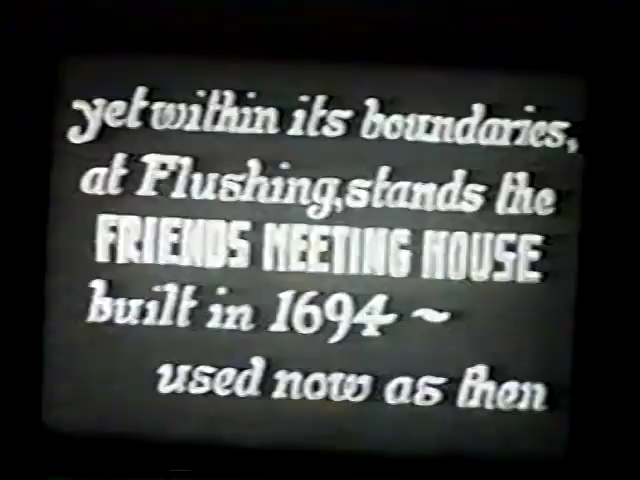 yet within its boundaries,
at Flushing, stands the
FRIENDS MEETING HOUSE
built in 1694 ~
used now as then